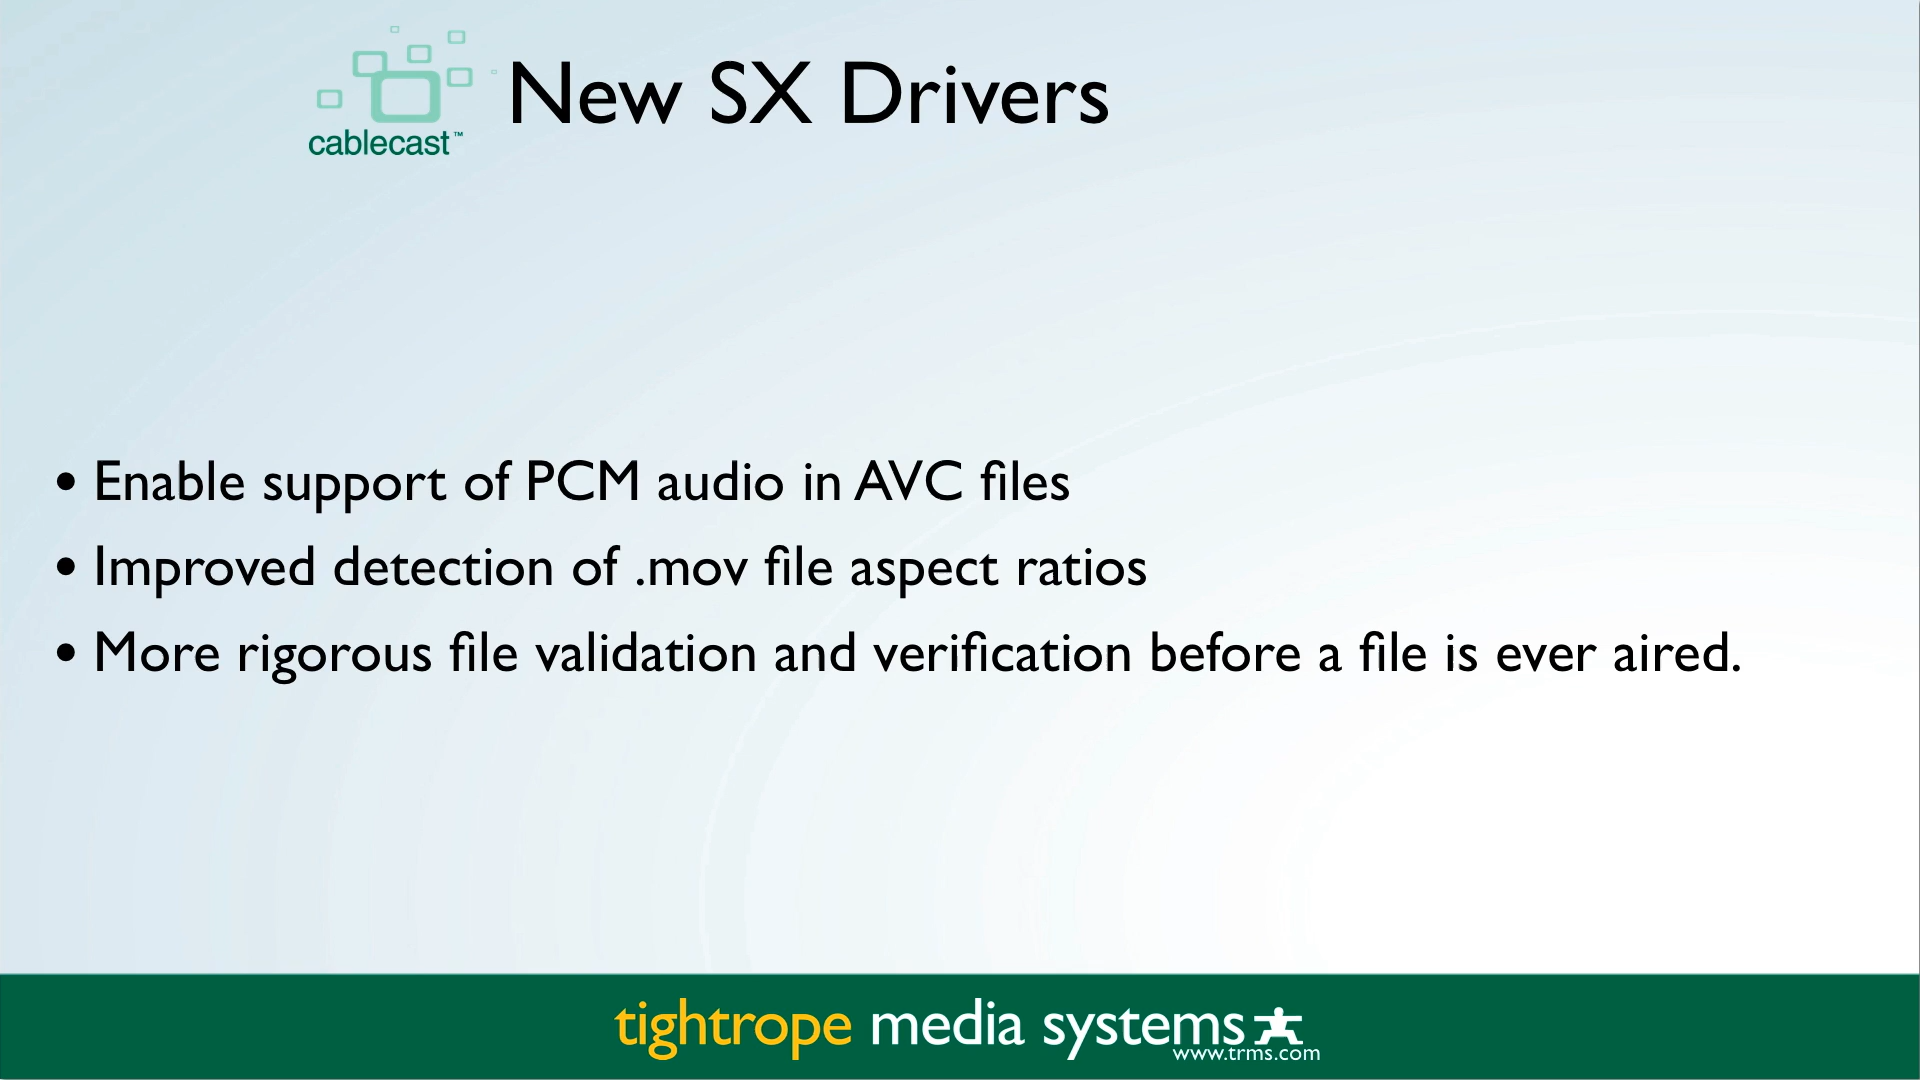 cablecast™
New SX Drivers
• Enable support of PCM audio in AVC files
• Improved detection of .mov file aspect ratios
• More rigorous file validation and verification before a file is ever aired.
tightrope media systems
www.trms.com